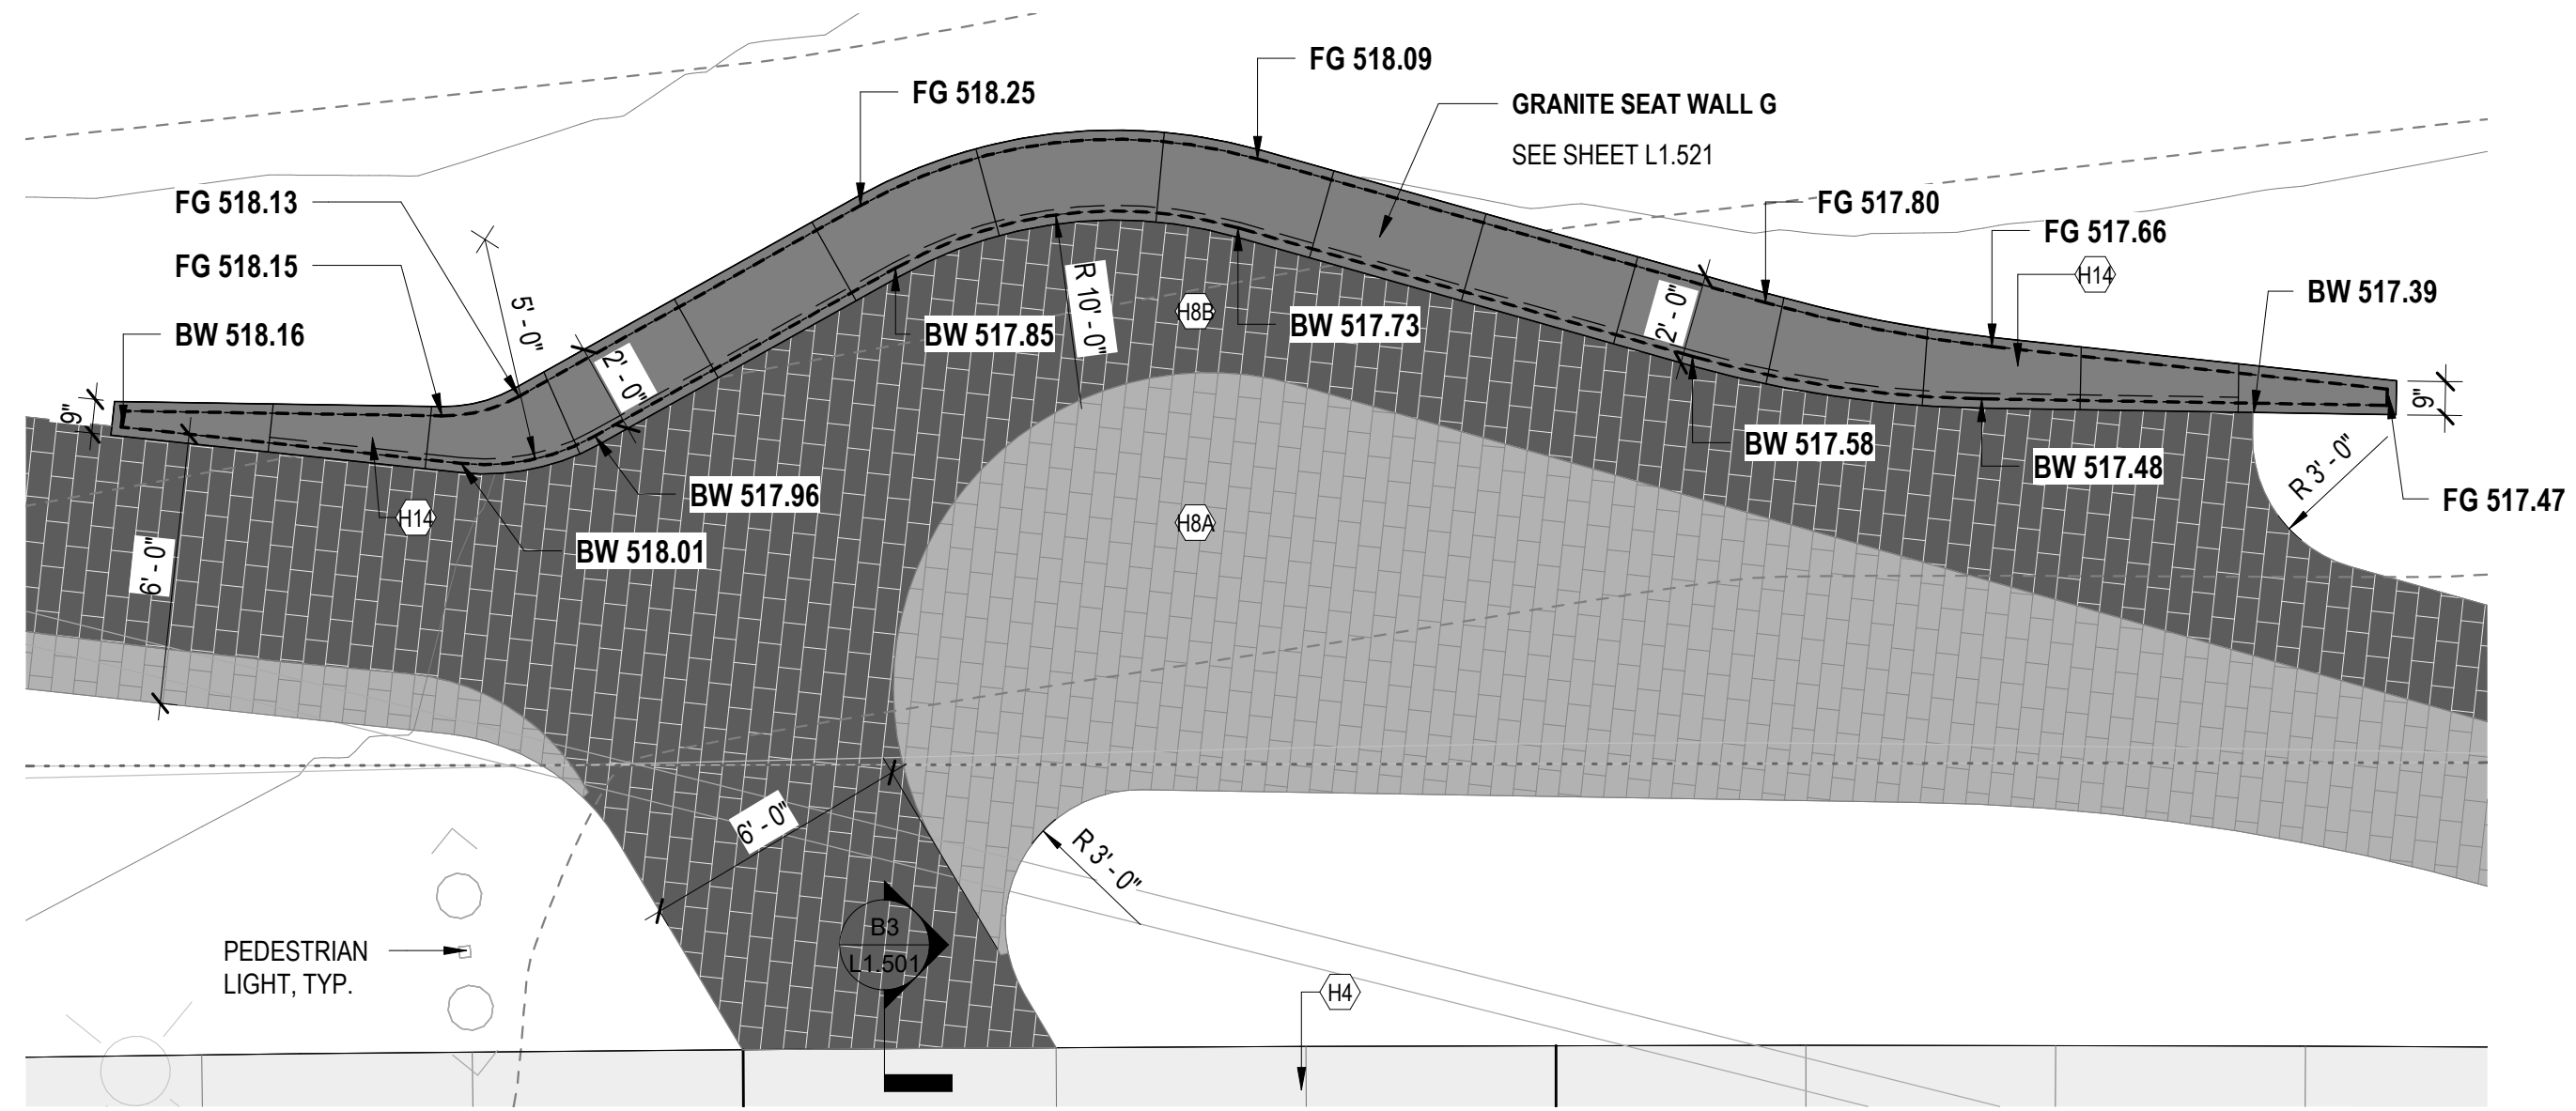 FG 518.09
FG 518.25
GRANITE SEAT WALL G
SEE SHEET L1.521
FG 518.13
FG 517.80
FG 517.66
FG 518.15
H14
BW 517.39
5' - 0"
R 10' - 0"
H8B
2' - 0"
BW 518.16
BW 517.85
BW 517.73
2' - 0"
9"
9"
BW 517.58
BW 517.48
R 3' - 0"
BW 517.96
FG 517.47
H14
H8A
BW 518.01
6' - 0"
6' - 0"
R 3' - 0"
B3
L1.501
PEDESTRIAN
LIGHT, TYP.
H4